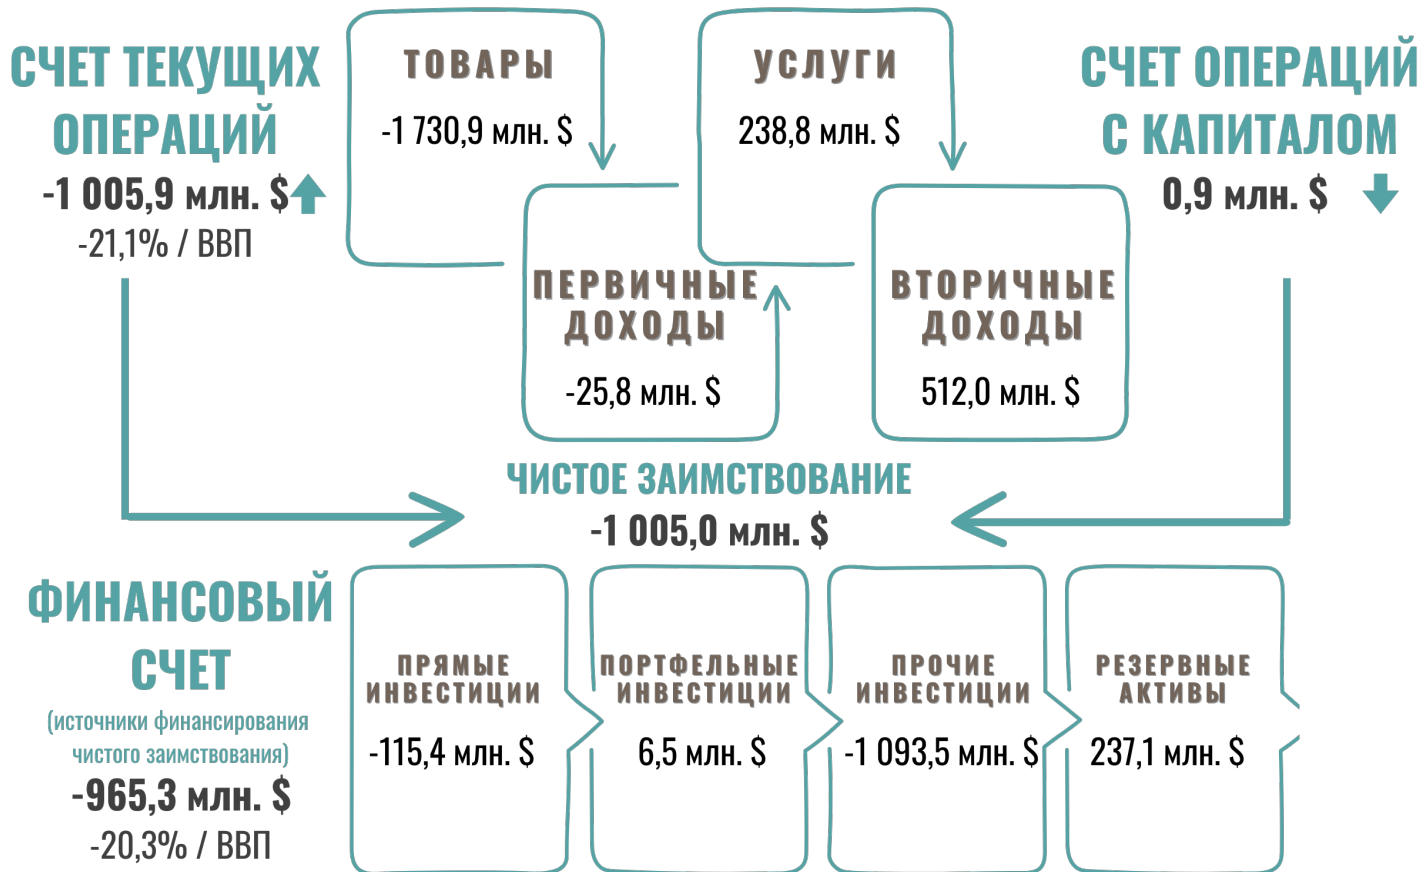 СЧЕТ ТЕКУЩИХ
ОПЕРАЦИЙ
-1 005,9 млн. $
-21,1% / ВВП
ТОВАРЫ
-1 730,9 млн. $
УСЛУГИ
238,8 млн. $
СЧЕТ ОПЕРАЦИЙ
С КАПИТАЛОМ
0,9 млн. $
ПЕРВИЧНЫЕ
ДОХОДЫ
-25,8 млн. $
ВТОРИЧНЫЕ
ДОХОДЫ
512,0 млн. $
ЧИСТОЕ ЗАИМСТВОВАНИЕ
-1 005,0 млн. $
ФИНАНСОВЫЙ
СЧЕТ
(источники финансирования
чистого заимствования)
-965,3 млн. $
-20,3% / ВВП
ПРЯМЫЕ
ИНВЕСТИЦИИ
-115,4 млн. $
ПОРТФЕЛЬНЫЕ
ИНВЕСТИЦИИ
6,5 млн. $
ПРОЧИЕ
ИНВЕСТИЦИИ
-1 093,5 млн. $
РЕЗЕРВНЫЕ
АКТИВЫ
237,1 млн. $